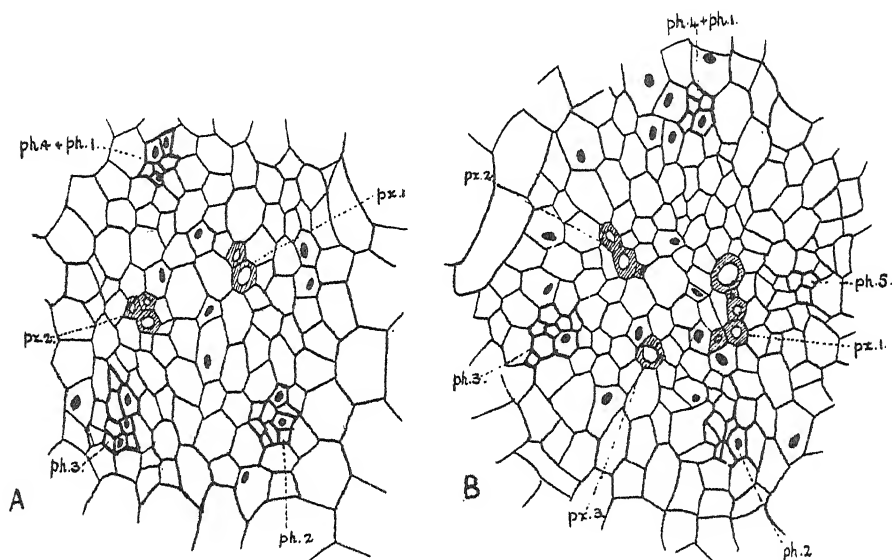 ph.4+ph.1.
px.1
px.2.
ph.3.
ph.2
A
ph.4+ph.1.
px.2.
ph.5.
px.1.
ph.3.
px.3.
ph.2
B